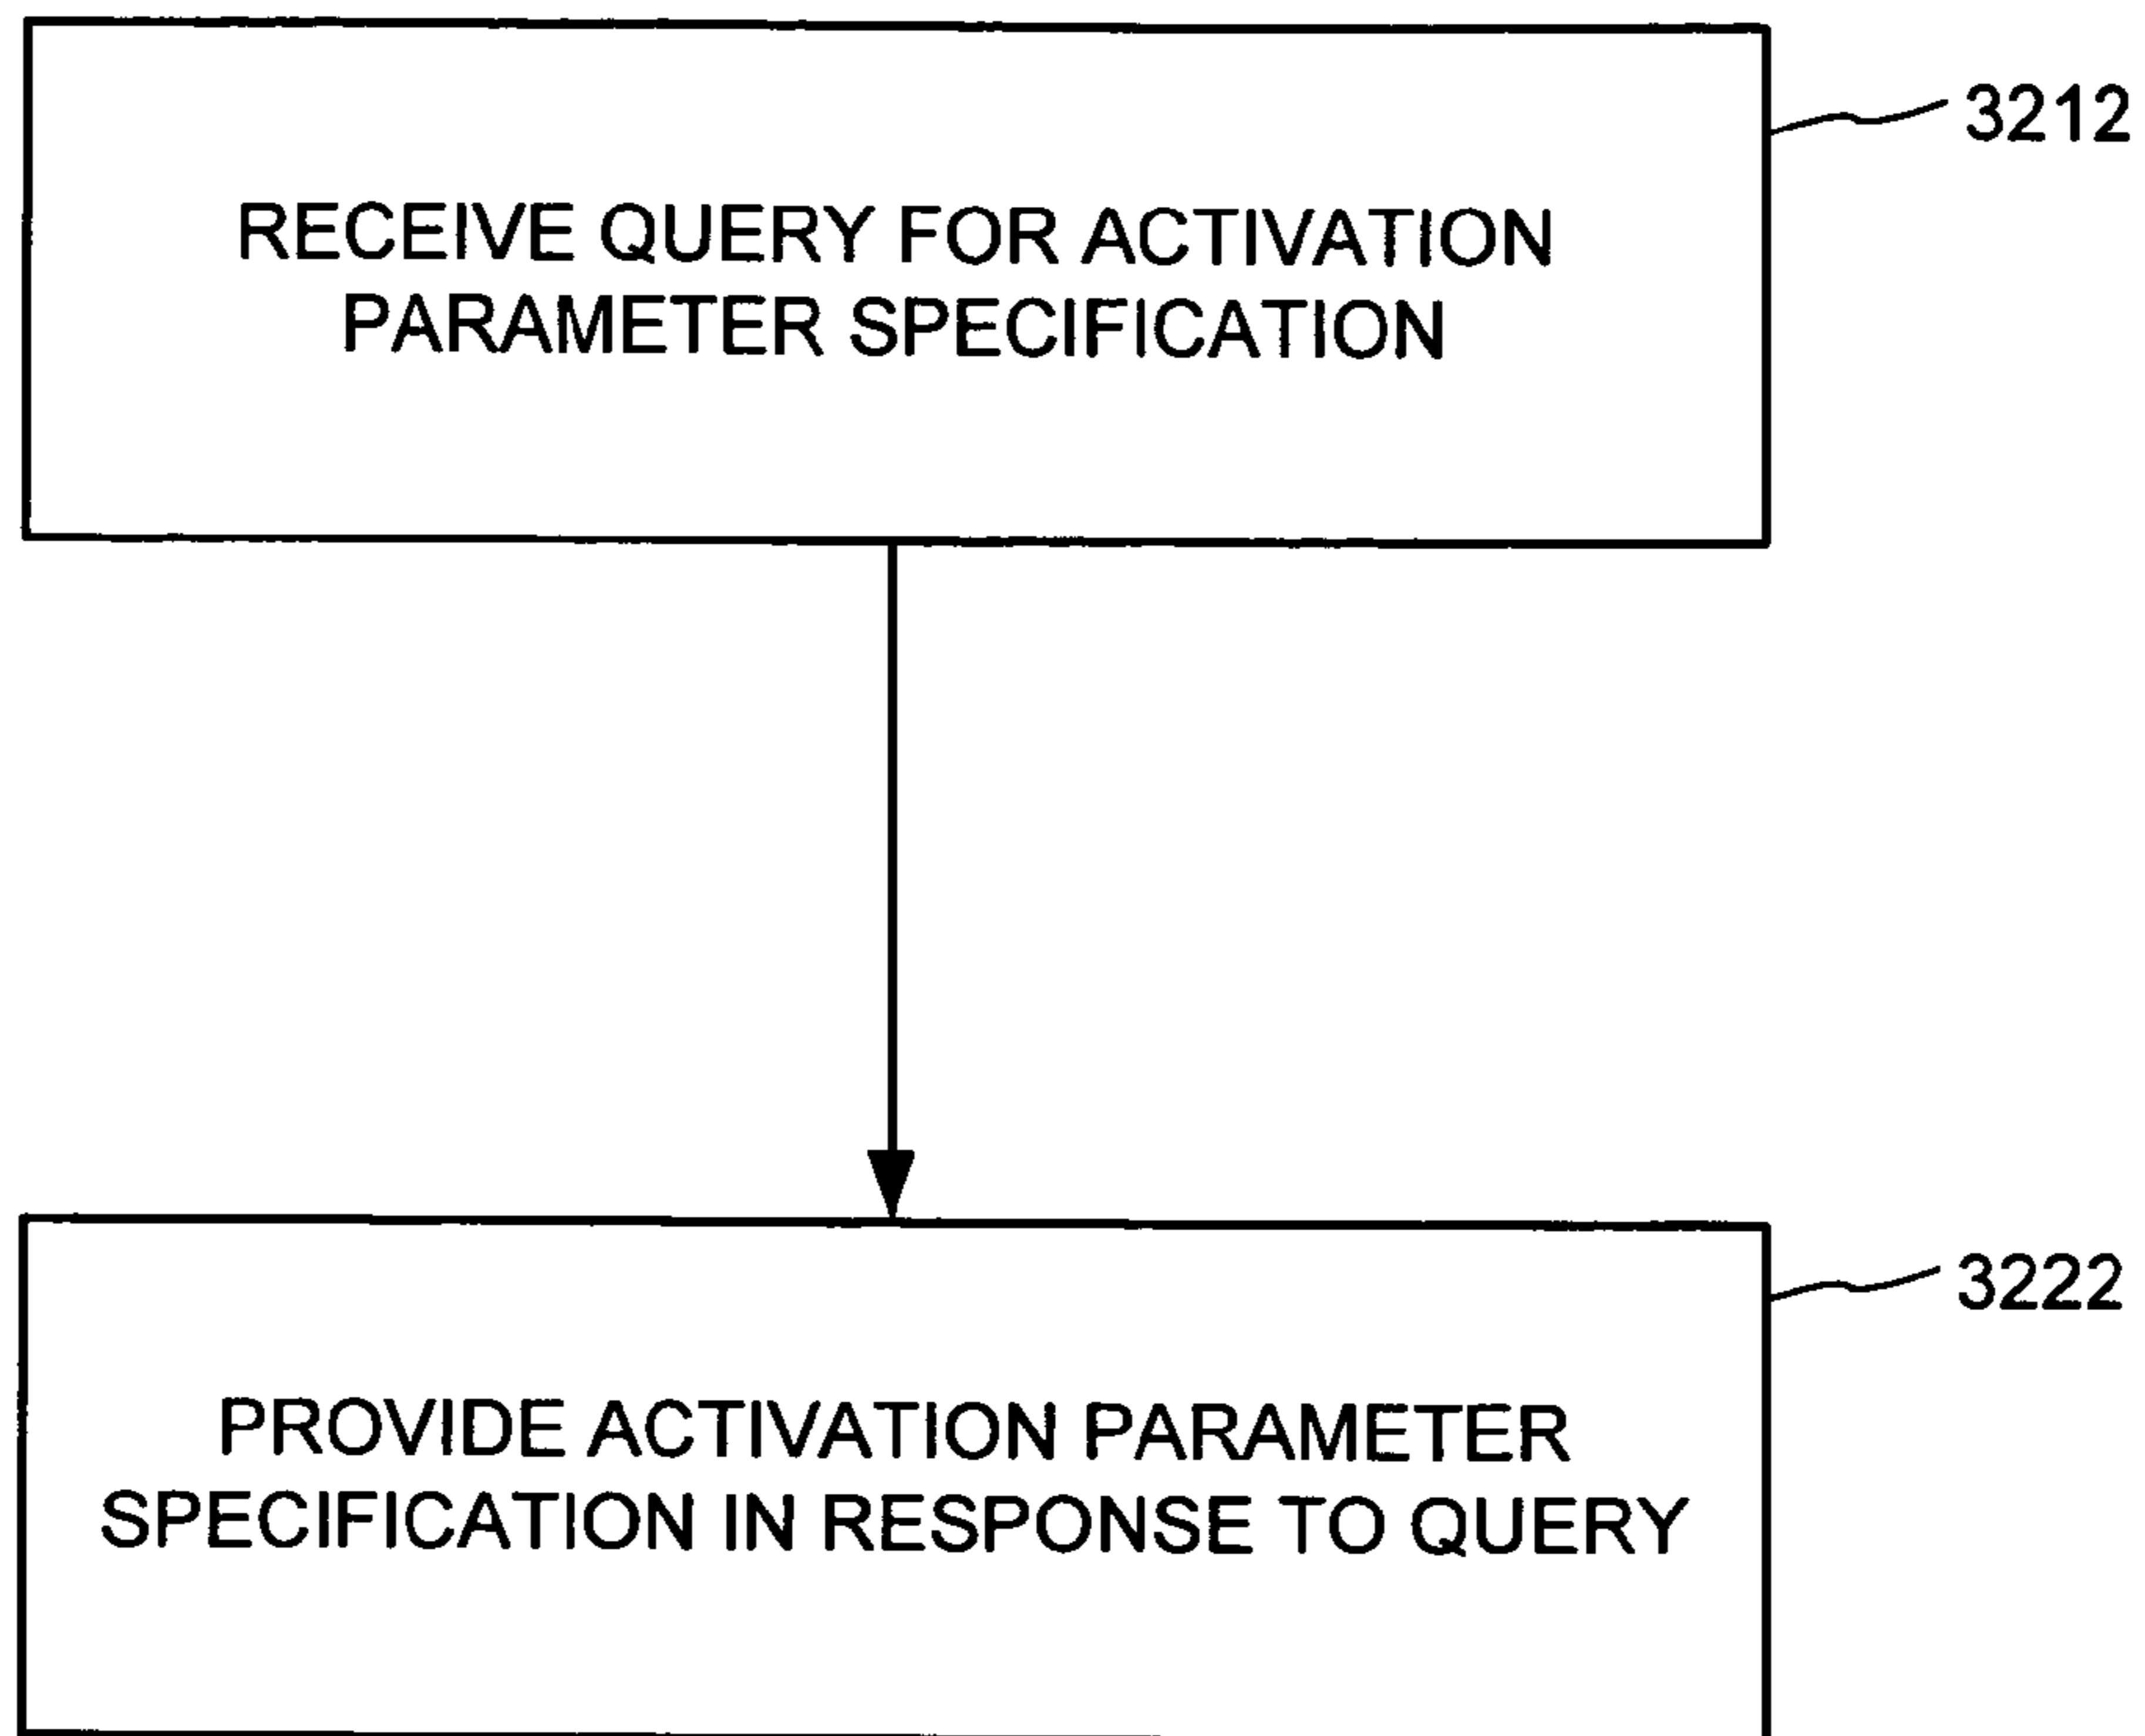 3212
RECEIVE QUERY FOR ACTIVATION
PARAMETER SPECIFICATION
3222
PROVIDE ACTIVATION PARAMETER
SPECIFICATION IN RESPONSE TO QUERY